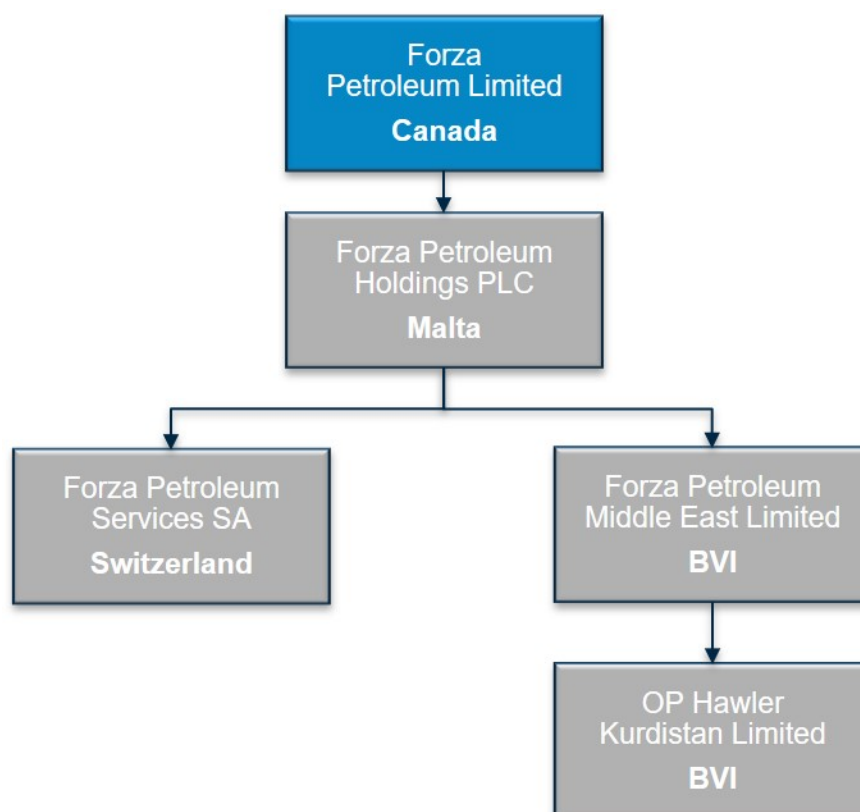 Forza
Petroleum Limited
Canada
Forza Petroleum
Holdings PLC
Malta
Forza Petroleum
Services SA
Switzerland
Forza Petroleum
Middle East Limited
BVI
OP Hawler
Kurdistan Limited
BVI